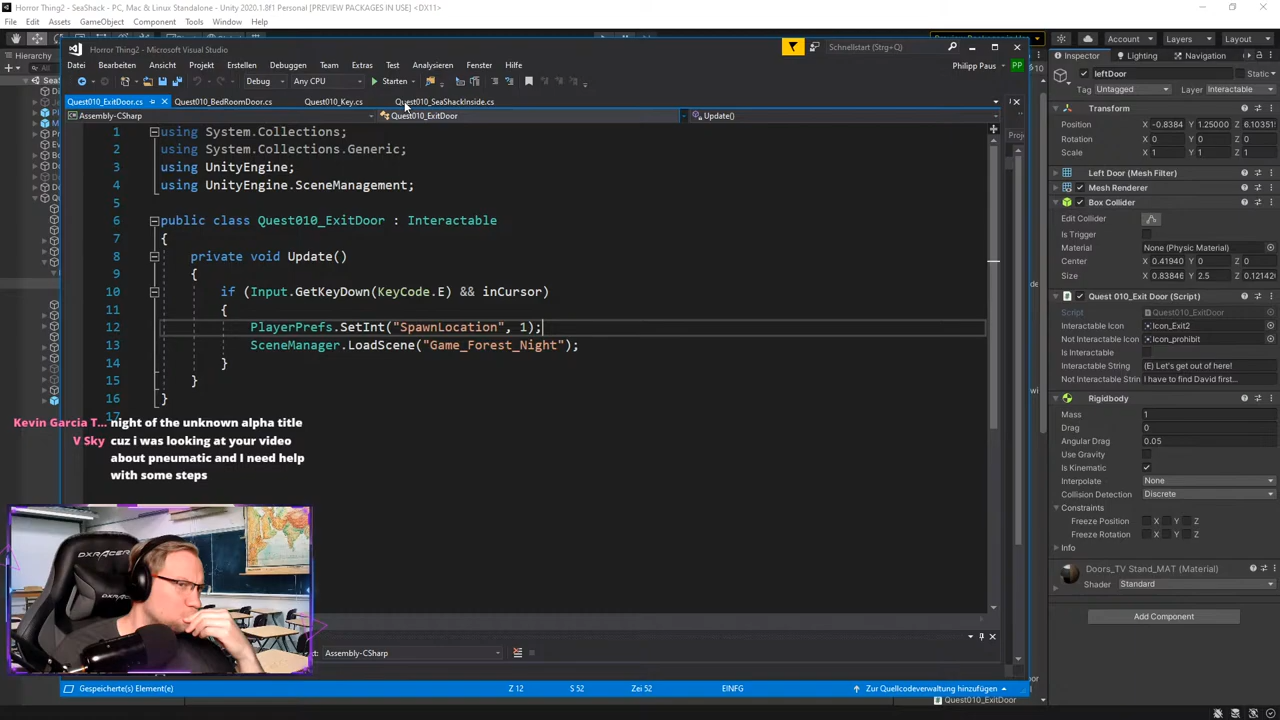 Horror Thing2 - SeaShack - PC, Mac & Linux Standalone - Unity 2020.1.8f1 Personal [PREVIEW PACKAGES IN USE] <DX11>
File Edit Assets GameObject Component Tools Window Help
Account Layers Layout
Hierarchy
Inspector Lighting Navigation
Horror Thing2 - Microsoft Visual Studio
Schnellstart (Strg+Q)
Datei Bearbeiten Ansicht Projekt Erstellen Debuggen Team Extras Test Analysieren Fenster Hilfe
Philipp Paus PP
Debug Any CPU Starten
Quest010_ExitDoor.cs Quest010_BedRoomDoor.cs Quest010_Key.cs Quest010_SeaShackInside.cs
Assembly-CSharp Quest010_ExitDoor Update()
1 using System.Collections;
2 using System.Collections.Generic;
3 using UnityEngine;
4 using UnityEngine.SceneManagement;
5
6 public class Quest010_ExitDoor : Interactable
7 {
8 private void Update()
9 {
10 if (Input.GetKeyDown(KeyCode.E) && inCursor)
11 {
12 PlayerPrefs.SetInt("SpawnLocation", 1);
13 SceneManager.LoadScene("Game_Forest_Night");
14 }
15 }
16 }
17
Kevin Garcia T... night of the unknown alpha title
V Sky cuz i was looking at your video
about pneumatic and I need help
with some steps
DXRACER
Assembly-CSharp
Gespeicherte(s) Element(e) Z 12 S 52 Z 52 EINFG Zur Quellcodeverwaltung hinzufügen
leftDoor Static
Tag Untagged Layer Interactable
Transform
Position X -0.8384 Y 1.25000 Z 6.10351
Rotation X 0 Y 0 Z 0
Scale X 1 Y 1 Z 1
Left Door (Mesh Filter)
Mesh Renderer
Box Collider
Edit Collider
Is Trigger
Material None (Physic Material)
Center X 0.41940 Y 0 Z 0
Size X 0.83846 Y 2.5 Z 0.12142
Quest 010_Exit Door (Script)
Script Quest010_ExitDoor
Interactable Icon Icon_Exit2
Not Interactable Icon Icon_prohibit
Is Interactable
Interactable String (E) Let's get out of here!
Not Interactable Strin I have to find David first...
Rigidbody
Mass 1
Drag 0
Angular Drag 0.05
Use Gravity
Is Kinematic
Interpolate None
Collision Detection Discrete
Constraints
Freeze Position X Y Z
Freeze Rotation X Y Z
Info
Doors_TV Stand_MAT (Material)
Shader Standard
Add Component
Quest010_ExitDoor